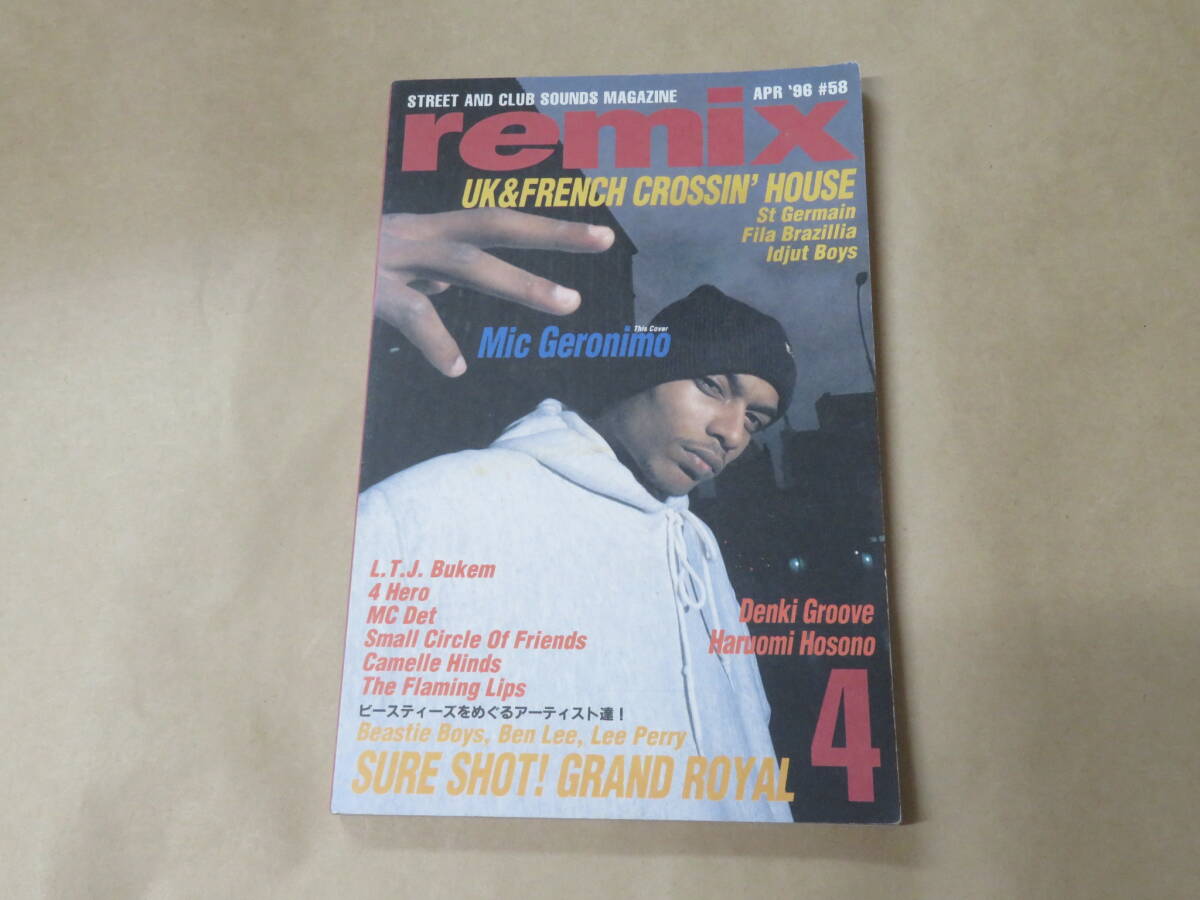 STREET AND CLUB SOUNDS MAGAZINE
APR '96 #58
remix
UK&FRENCH CROSSIN' HOUSE
St Germain
Fila Brazillia
Idjut Boys
This Cover
Mic Geronimo
L.T.J. Bukem
4 Hero
MC Det
Small Circle Of Friends
Camelle Hinds
The Flaming Lips
Denki Groove
Haruomi Hosono
ビースティーズをめぐるアーティスト達！
Beastie Boys, Ben Lee, Lee Perry
SURE SHOT! GRAND ROYAL
4